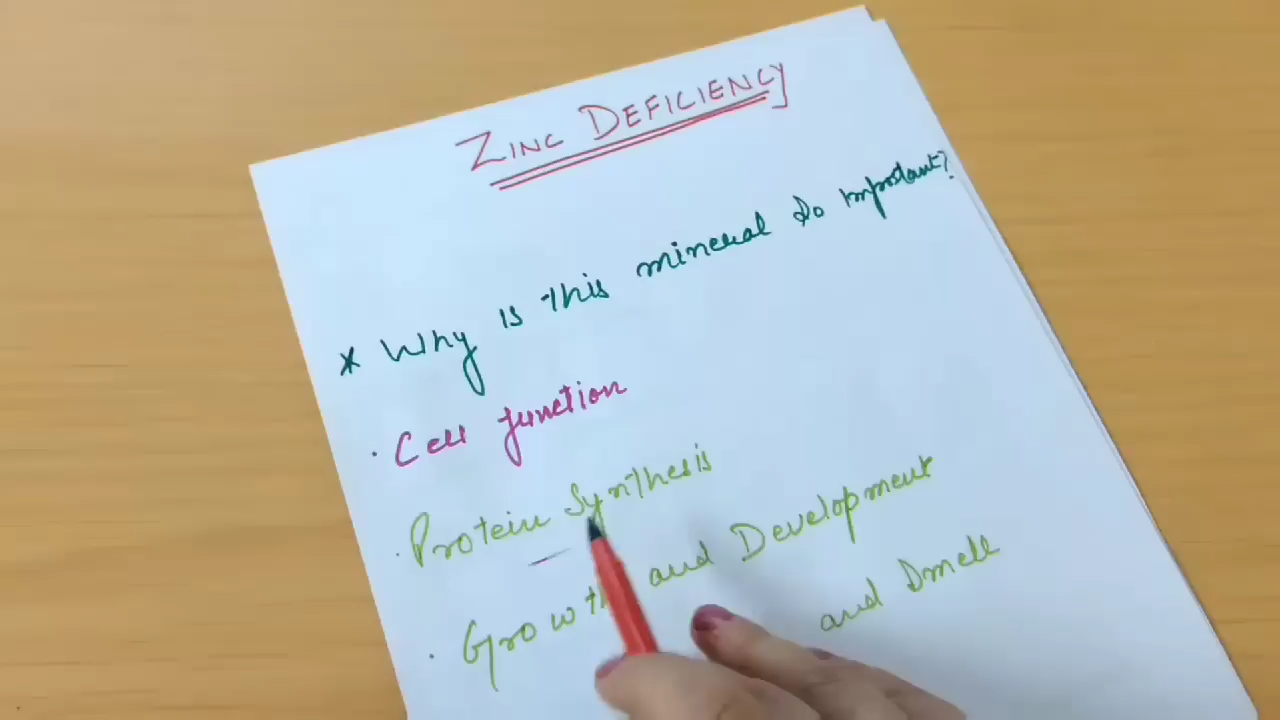 ZINC DEFICIENCY
* Why is this mineral so important?
· Cell function
· Protein Synthesis
· Growth and Development
and Smell